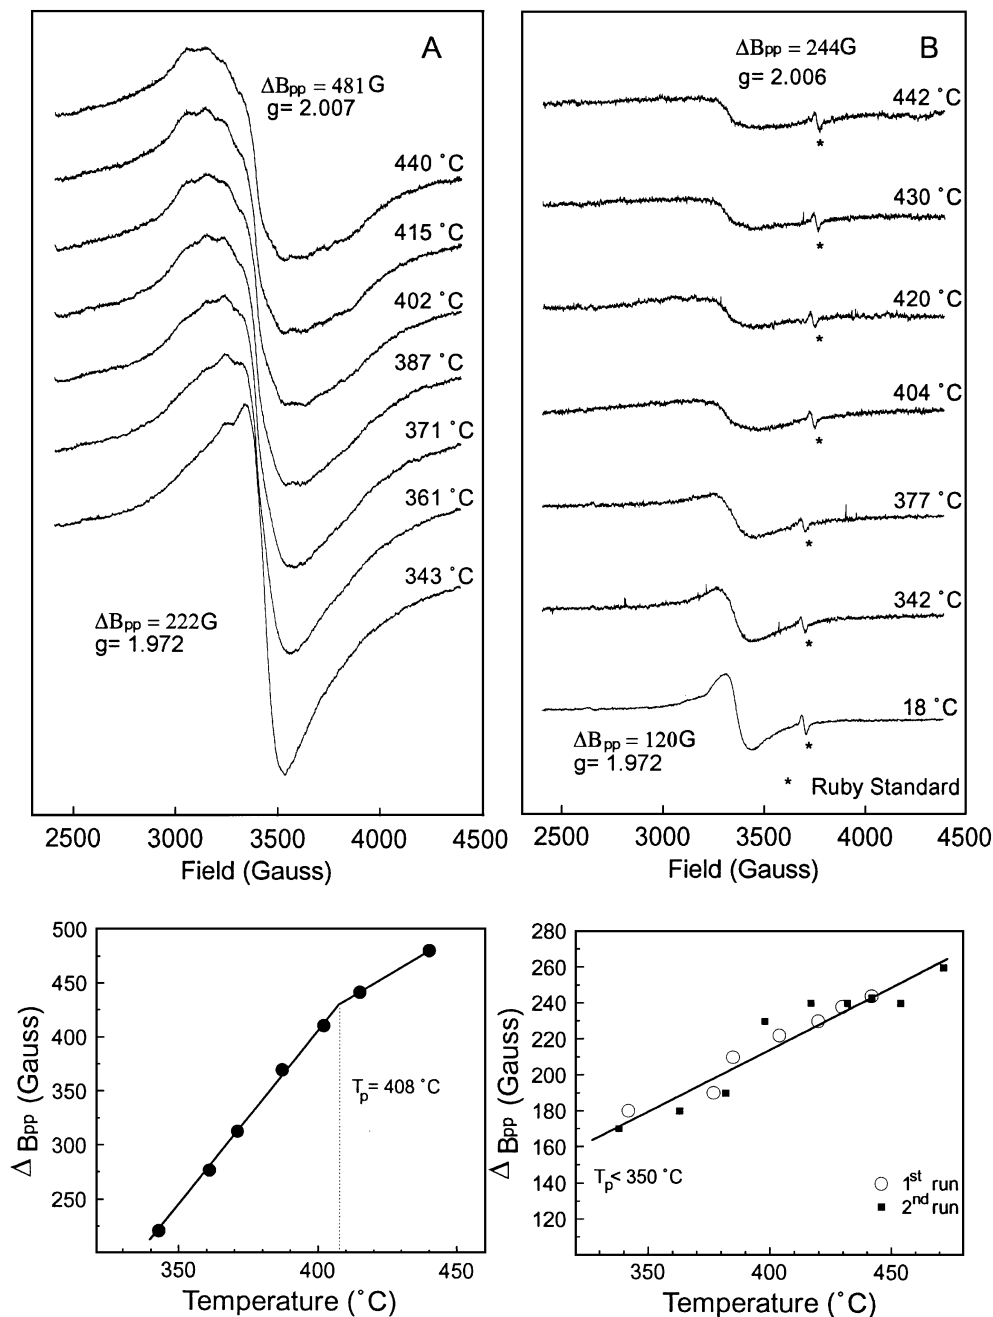 A
ΔBpp = 481G
g= 2.007
440 ˚C
415 ˚C
402 ˚C
387 ˚C
371 ˚C
361 ˚C
343 ˚C
ΔBpp = 222G
g= 1.972
2500 3000 3500 4000 4500
Field (Gauss)
B
ΔBpp = 244G
g= 2.006
442 ˚C
*
430 ˚C
*
420 ˚C
*
404 ˚C
*
377 ˚C
*
342 ˚C
*
18 ˚C
*
ΔBpp = 120G
g= 1.972
* Ruby Standard
2500 3000 3500 4000 4500
Field (Gauss)
500
450
400
350
300
250
Δ Bpp (Gauss)
Tp= 408 ˚C
350 400 450
Temperature (˚C)
280
260
240
220
200
180
160
140
120
Δ Bpp (Gauss)
Tp< 350 ˚C
1st run
2nd run
350 400 450
Temperature (˚C)